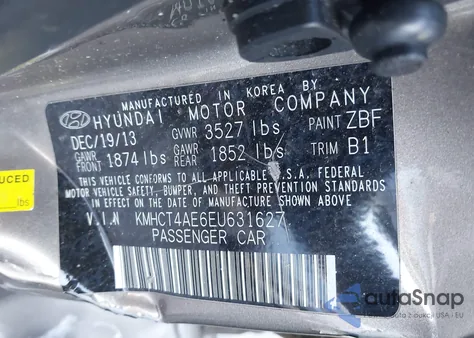 MANUFACTURED IN KOREA BY
HYUNDAI MOTOR COMPANY
DEC/19/13 GVWR 3527 lbs PAINT ZBF
GAWR FRONT 1874 lbs GAWR REAR 1852 lbs TRIM B1
THIS VEHICLE CONFORMS TO ALL APPLICABLE U.S.A. FEDERAL
MOTOR VEHICLE SAFETY, BUMPER, AND THEFT PREVENTION STANDARDS
IN EFFECT ON THE DATE OF MANUFACTURE SHOWN ABOVE
V.I.N KMHCT4AE6EU631627
PASSENGER CAR
UCED
lbs
autoSnap